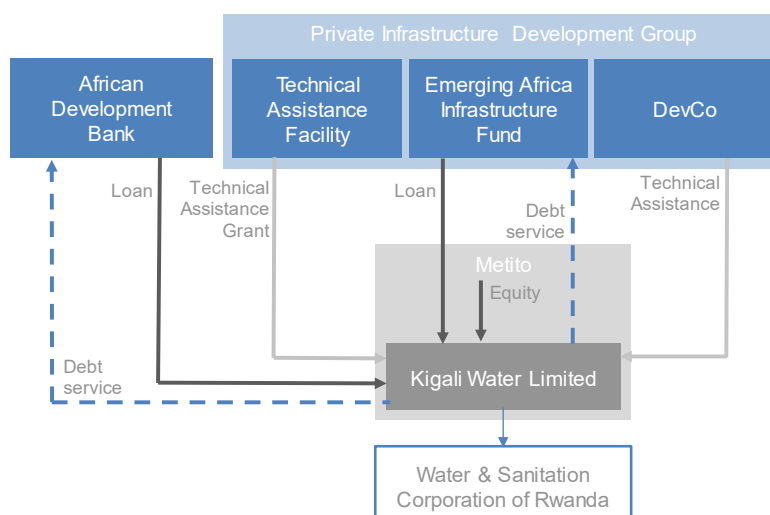 Private Infrastructure Development Group
African
Development
Bank
Technical
Assistance
Facility
Emerging Africa
Infrastructure
Fund
DevCo
Loan
Technical
Assistance
Grant
Loan
Debt
service
Technical
Assistance
Metito
Equity
Debt
service
Kigali Water Limited
Water & Sanitation
Corporation of Rwanda